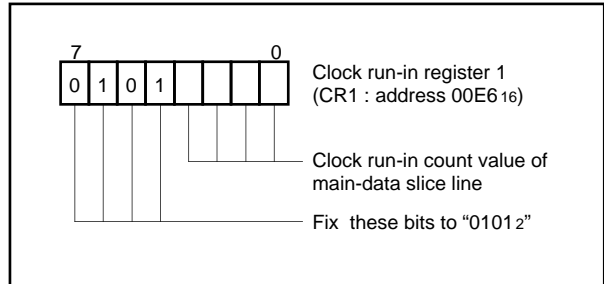 7 0
0 1 0 1
Clock run-in register 1
(CR1 : address 00E6 16)
Clock run-in count value of
main-data slice line
Fix these bits to “0101 2”